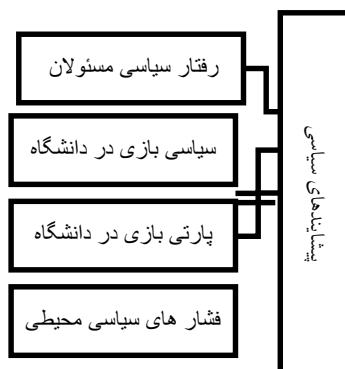 رفتار سیاسی مسئولان
سیاسی بازی در دانشگاه
پارتی بازی در دانشگاه
فشار های سیاسی محیطی
پیشایندهای سیاسی